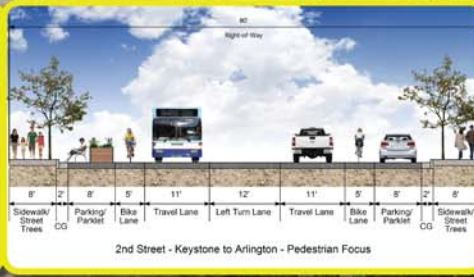 80'
Right-of-Way
8' 2' 8' 5' 11' 12' 11' 5' 8' 2' 8'
Sidewalk/ Street Trees CG Parking/ Parklet Bike Lane Travel Lane Left Turn Lane Travel Lane Bike Lane Parking/ Parklet CG Sidewalk/ Street Trees
2nd Street - Keystone to Arlington - Pedestrian Focus